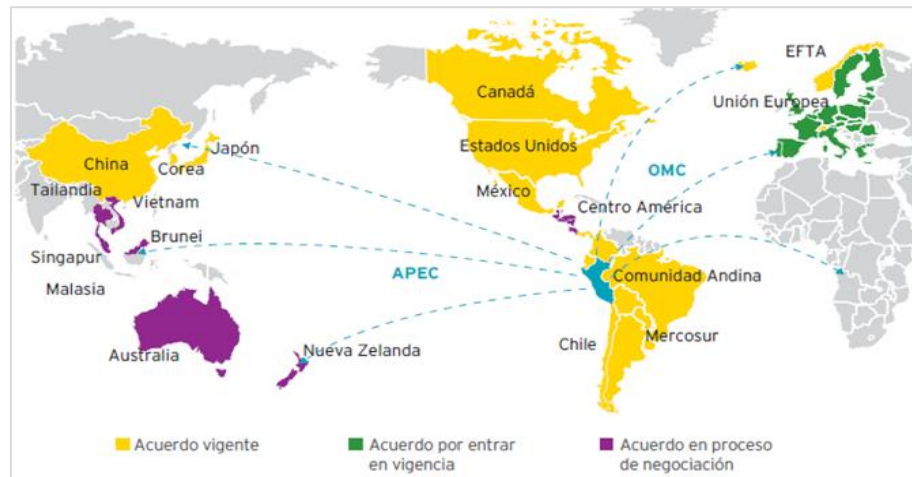 EFTA
Canadá
Unión Europea
Estados Unidos
Japón
China
Corea
OMC
Tailandia
México
Vietnam
Centro América
Brunei
Singapur
APEC
Comunidad Andina
Malasia
Chile
Mercosur
Australia
Nueva Zelanda
Acuerdo vigente
Acuerdo por entrar
en vigencia
Acuerdo en proceso
de negociación